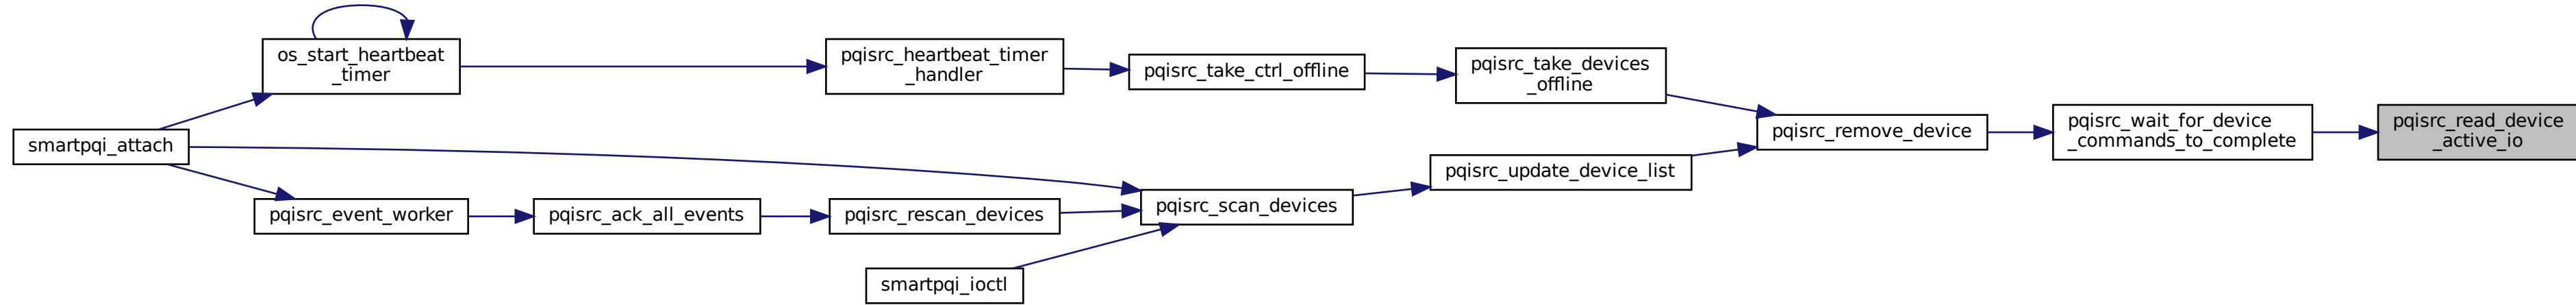 os_start_heartbeat
_timer
pqisrc_heartbeat_timer
_handler
pqisrc_take_ctrl_offline
pqisrc_take_devices
_offline
smartpqi_attach
pqisrc_remove_device
pqisrc_wait_for_device
_commands_to_complete
pqisrc_read_device
_active_io
pqisrc_update_device_list
pqisrc_event_worker
pqisrc_ack_all_events
pqisrc_rescan_devices
pqisrc_scan_devices
smartpqi_ioctl